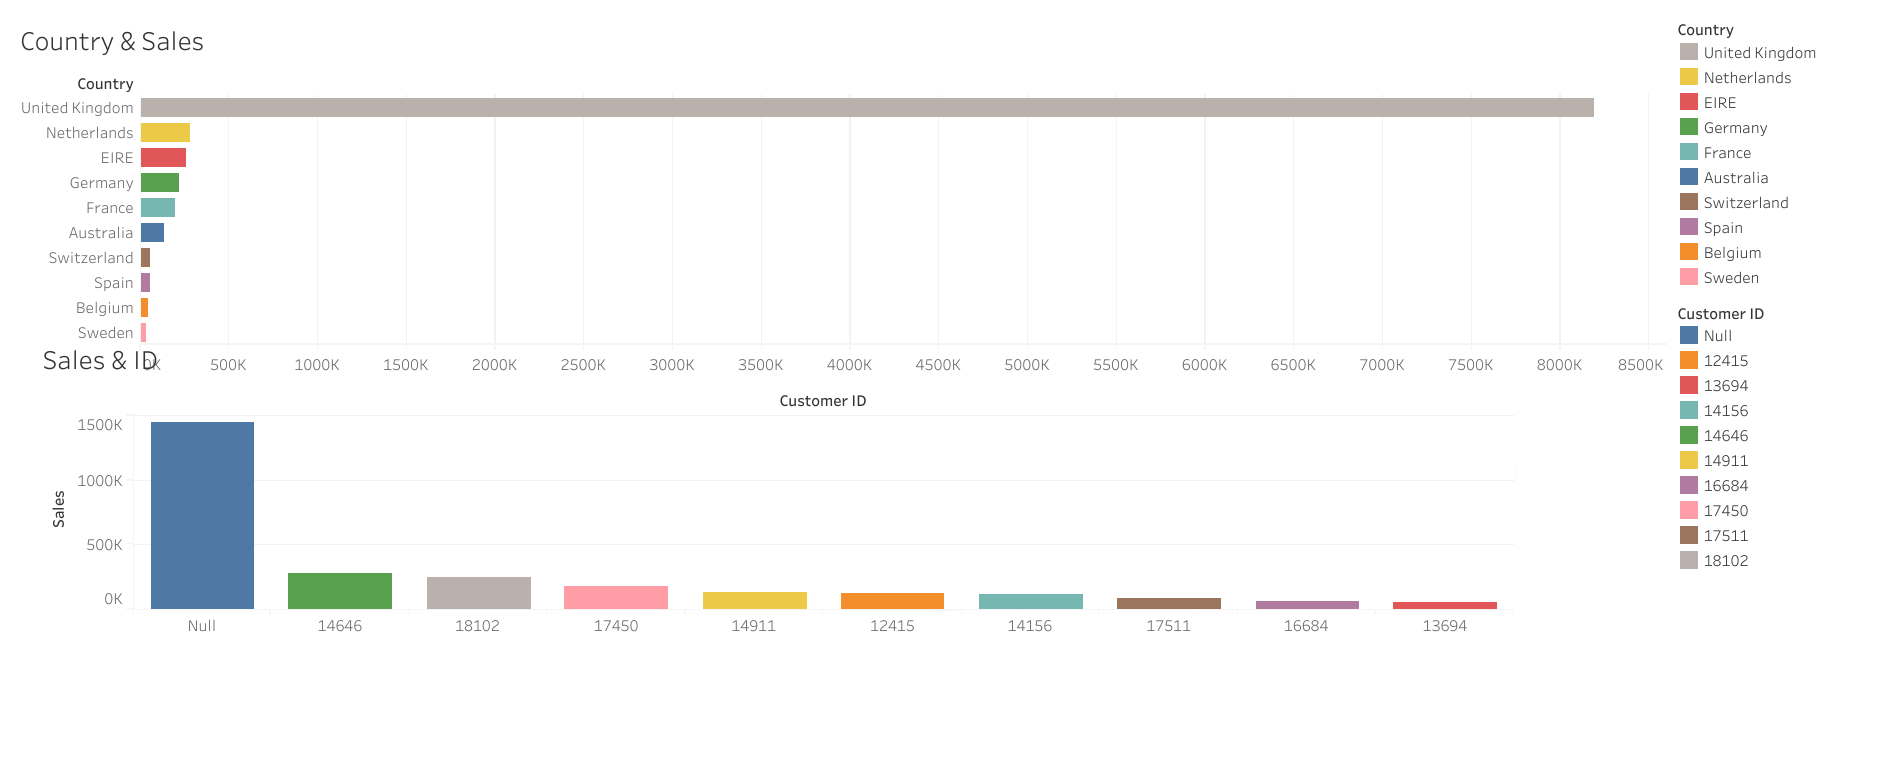 Country & Sales
Country
United Kingdom
Netherlands
EIRE
Germany
France
Australia
Switzerland
Spain
Belgium
Sweden
0K 500K 1000K 1500K 2000K 2500K 3000K 3500K 4000K 4500K 5000K 5500K 6000K 6500K 7000K 7500K 8000K 8500K
Sales & ID
Customer ID
Sales
1500K
1000K
500K
0K
Null 14646 18102 17450 14911 12415 14156 17511 16684 13694
Country
United Kingdom
Netherlands
EIRE
Germany
France
Australia
Switzerland
Spain
Belgium
Sweden
Customer ID
Null
12415
13694
14156
14646
14911
16684
17450
17511
18102